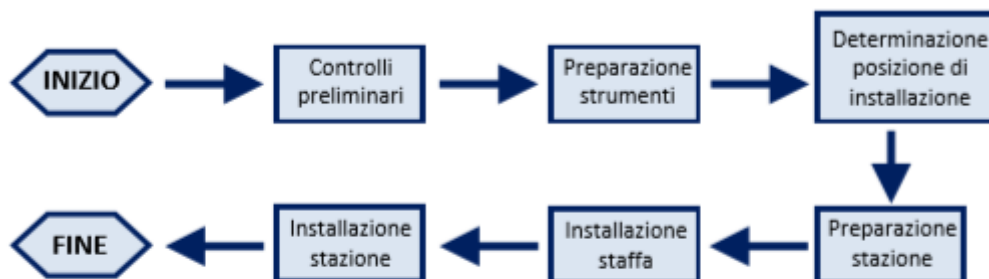 INIZIO
Controlli
preliminari
Preparazione
strumenti
Determinazione
posizione di
installazione
Preparazione
stazione
Installazione
staffa
Installazione
stazione
FINE